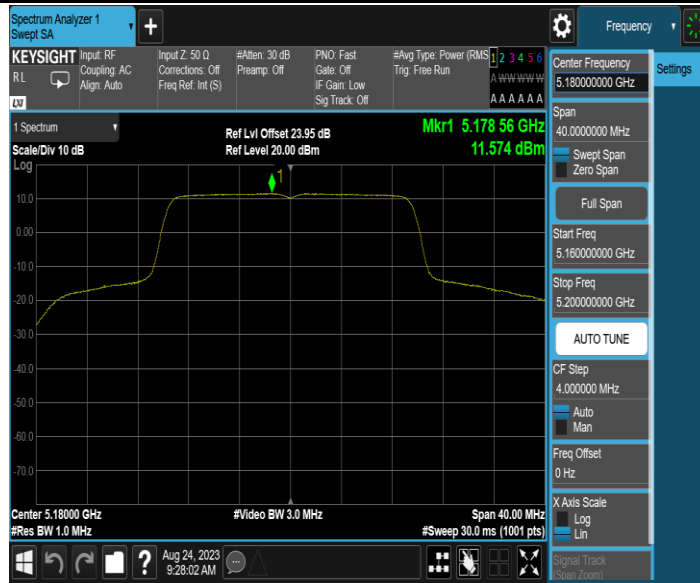 Spectrum Analyzer 1
Swept SA
Frequency
KEYSIGHT
RL
LXI
Input: RF
Coupling: AC
Align: Auto
Input Z: 50 Ω
Corrections: Off
Freq Ref: Int (S)
#Atten: 30 dB
Preamp: Off
PNO: Fast
Gate: Off
IF Gain: Low
Sig Track: Off
#Avg Type: Power (RMS
Trig: Free Run
1 2 3 4 5 6
A W W W W W
A A A A A A
1 Spectrum
Scale/Div 10 dB
Log
Ref Lvl Offset 23.95 dB
Ref Level 20.00 dBm
Mkr1 5.178 56 GHz
11.574 dBm
1
10.0
0.00
-10.0
-20.0
-30.0
-40.0
-50.0
-60.0
-70.0
Center 5.18000 GHz
#Res BW 1.0 MHz
#Video BW 3.0 MHz
Span 40.00 MHz
#Sweep 30.0 ms (1001 pts)
Aug 24, 2023
9:28:02 AM
Center Frequency
5.180000000 GHz
Settings
Span
40.0000000 MHz
Swept Span
Zero Span
Full Span
Start Freq
5.160000000 GHz
Stop Freq
5.200000000 GHz
AUTO TUNE
CF Step
4.000000 MHz
Auto
Man
Freq Offset
0 Hz
X Axis Scale
Log
Lin
Signal Track
(Span Zoom)